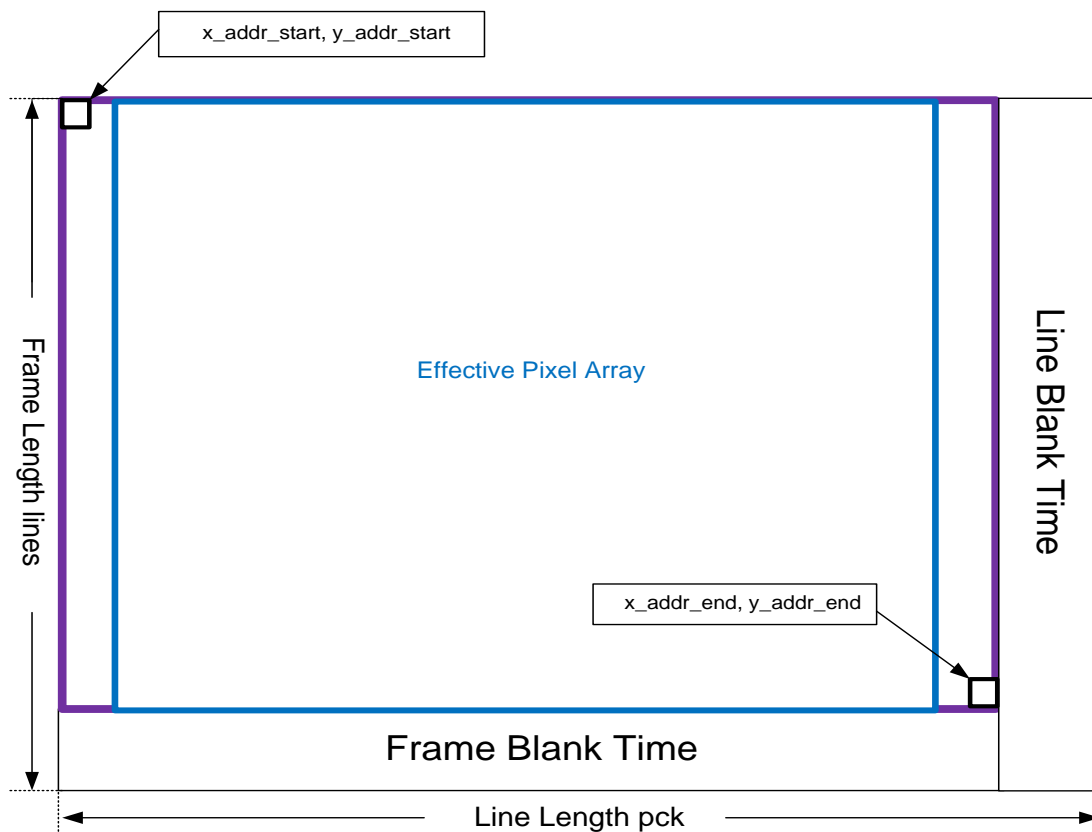 x_addr_start, y_addr_start
Effective Pixel Array
Frame Length lines
Line Blank Time
x_addr_end, y_addr_end
Frame Blank Time
Line Length pck